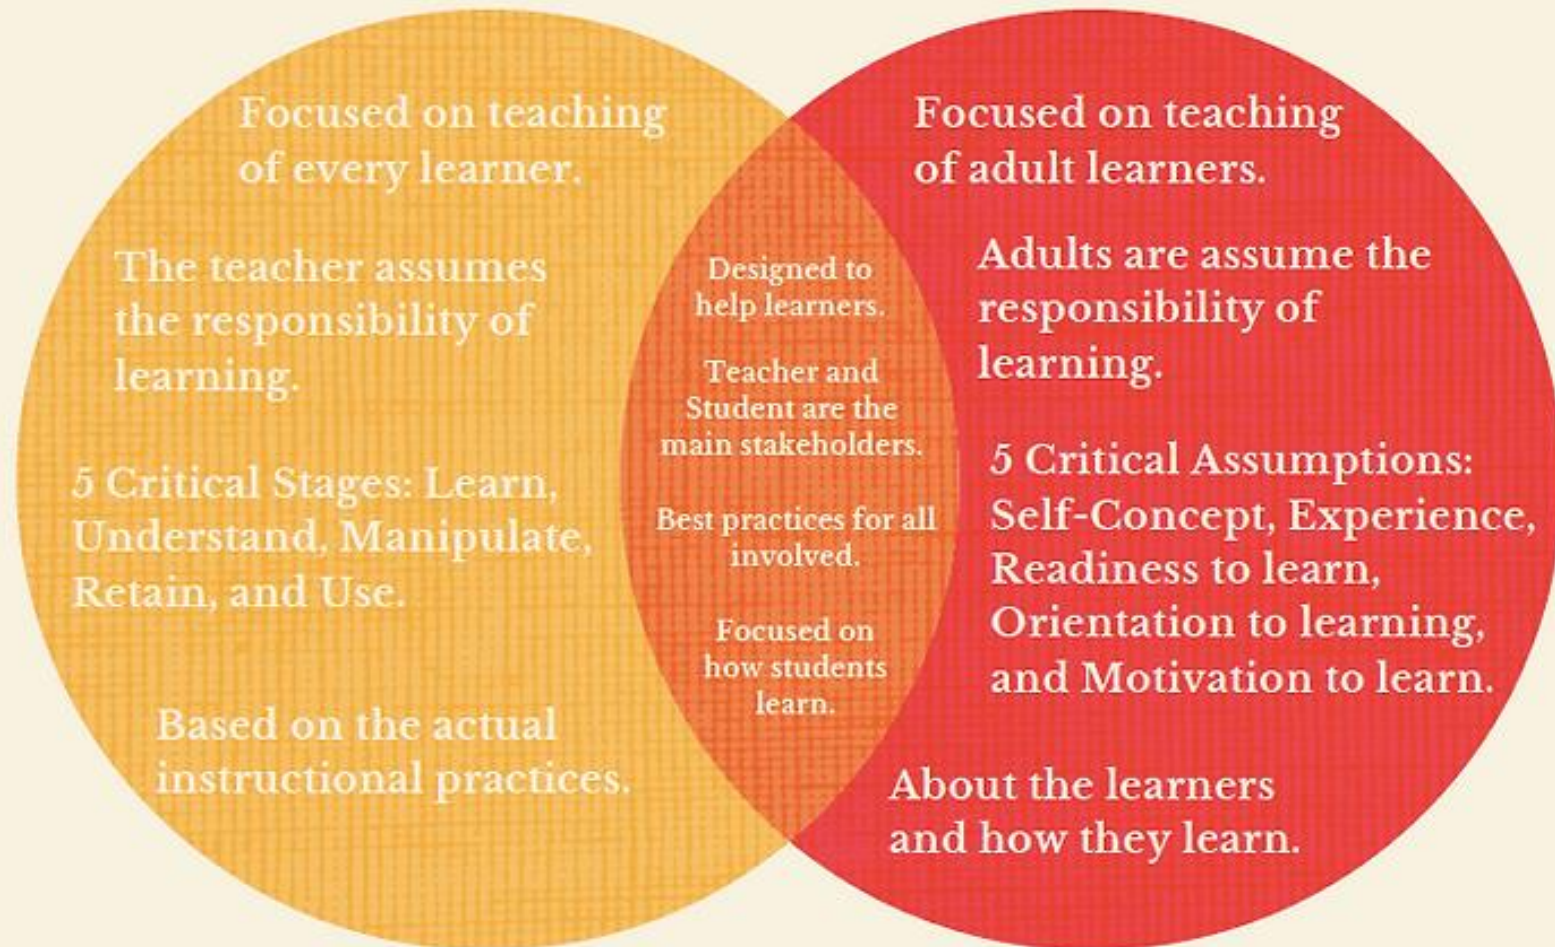 Focused on teaching
of every learner.
The teacher assumes
the responsibility of
learning.
5 Critical Stages: Learn,
Understand, Manipulate,
Retain, and Use.
Based on the actual
instructional practices.
Designed to
help learners.
Teacher and
Student are the
main stakeholders.
Best practices for all
involved.
Focused on
how students
learn.
Focused on teaching
of adult learners.
Adults are assume the
responsibility of
learning.
5 Critical Assumptions:
Self-Concept, Experience,
Readiness to learn,
Orientation to learning,
and Motivation to learn.
About the learners
and how they learn.